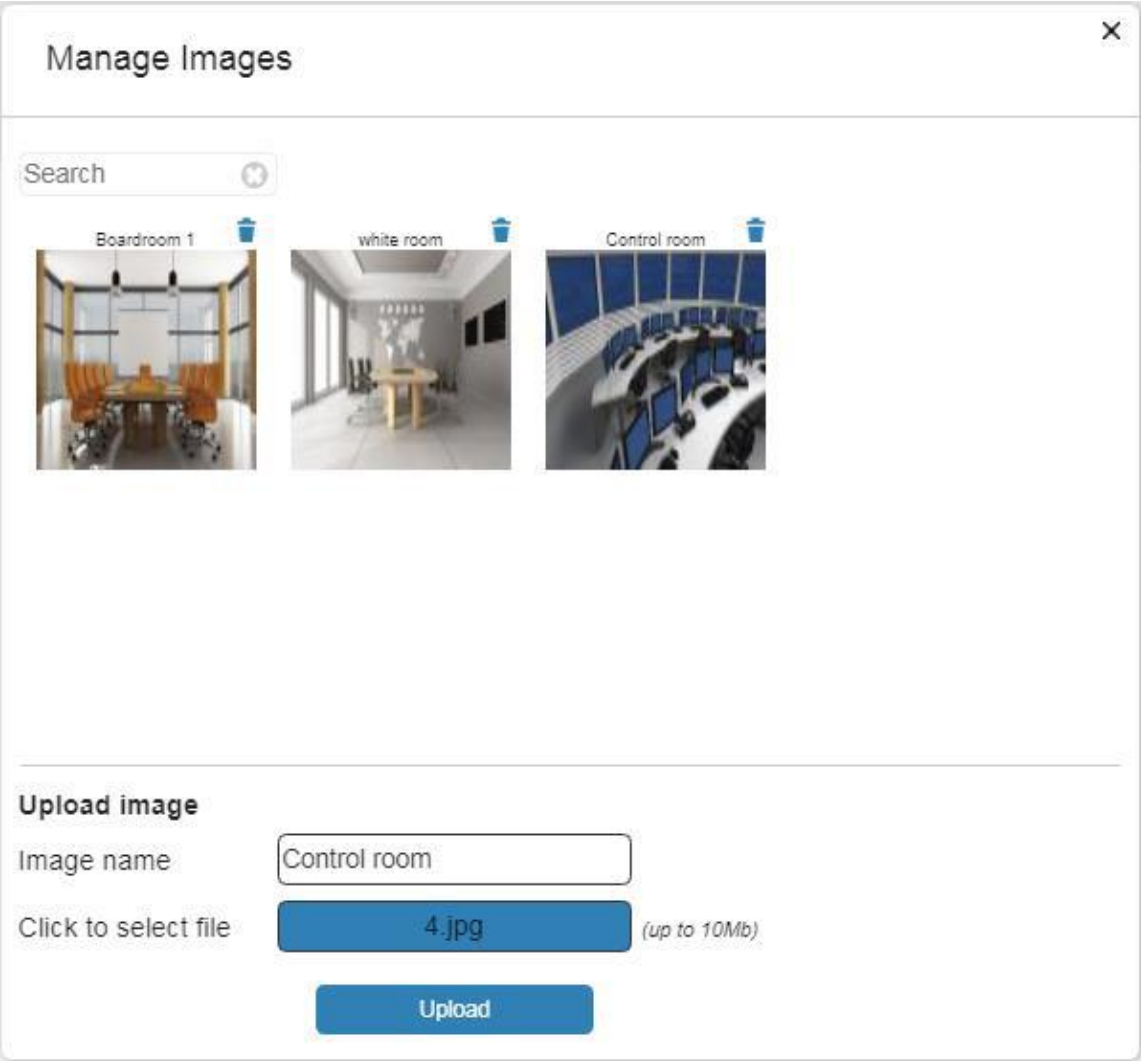 Manage Images
Search
Boardroom 1
white room
Control room
Upload image
Image name
Control room
Click to select file
4.jpg
(up to 10Mb)
Upload